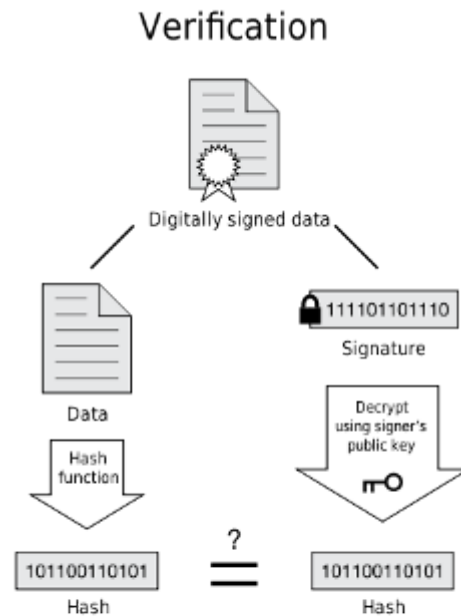 Verification
Digitally signed data
Data
111101101110
Signature
Hash
function
Decrypt
using signer's
public key
101100110101
Hash
?
=
101100110101
Hash